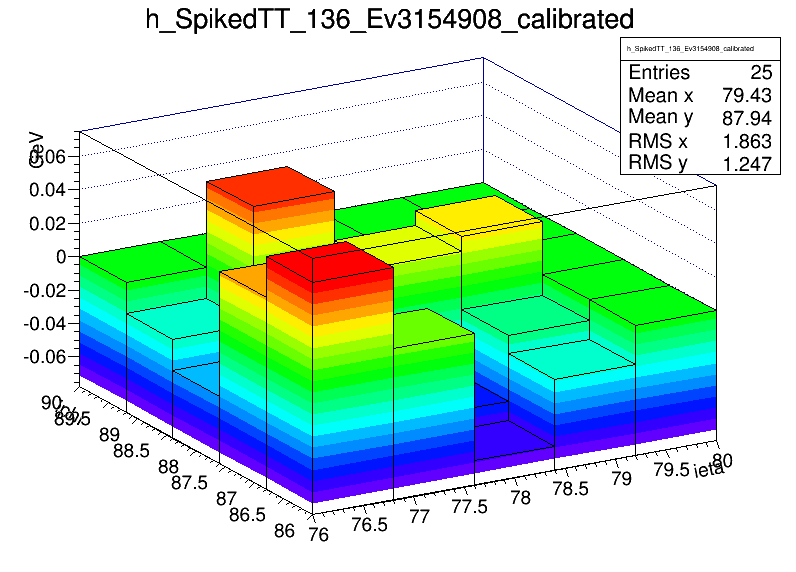 h_SpikedTT_136_Ev3154908_calibrated
h_SpikedTT_136_Ev3154908_calibrated
Entries 25
Mean x 79.43
Mean y 87.94
RMS x 1.863
RMS y 1.247
GeV
0.06
0.04
0.02
0
-0.02
-0.04
-0.06
90
89.5
89
88.5
88
87.5
87
86.5
86
76
76.5
77
77.5
78
78.5
79
79.5
80
ieta